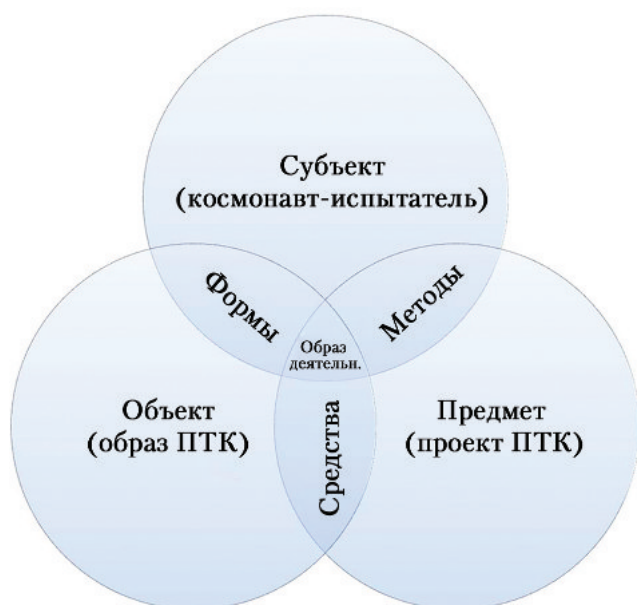 Субъект
(космонавт-испытатель)
Формы
Методы
Образ
деятельн.
Объект
(образ ПТК)
Средства
Предмет
(проект ПТК)